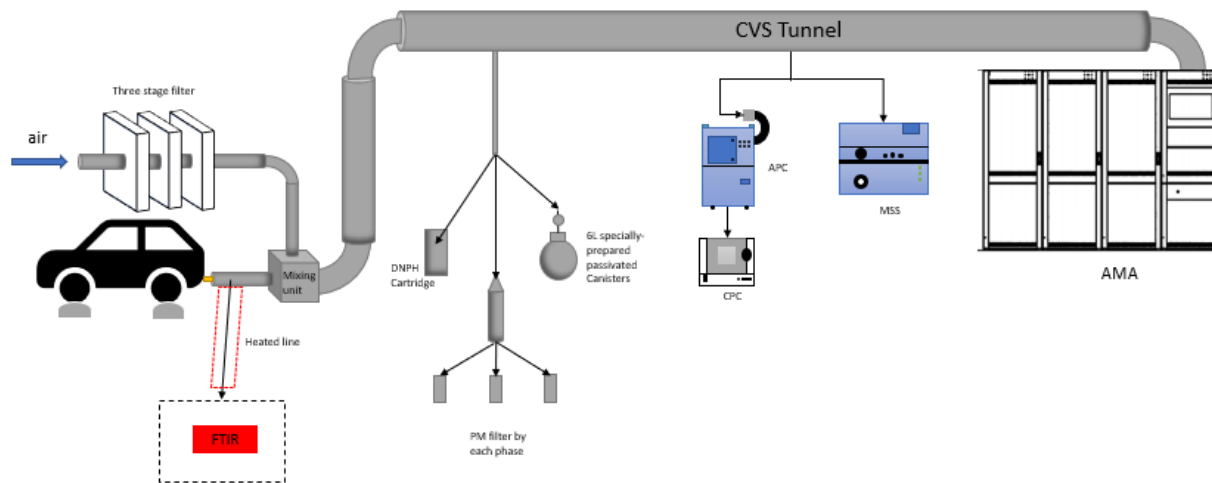 CVS Tunnel
Three stage filter
air
APC
MSS
DNPH
Cartridge
6L specially-
prepared
passivated
Canisters
Mixing
unit
CPC
AMA
Heated line
FTIR
PM filter by
each phase